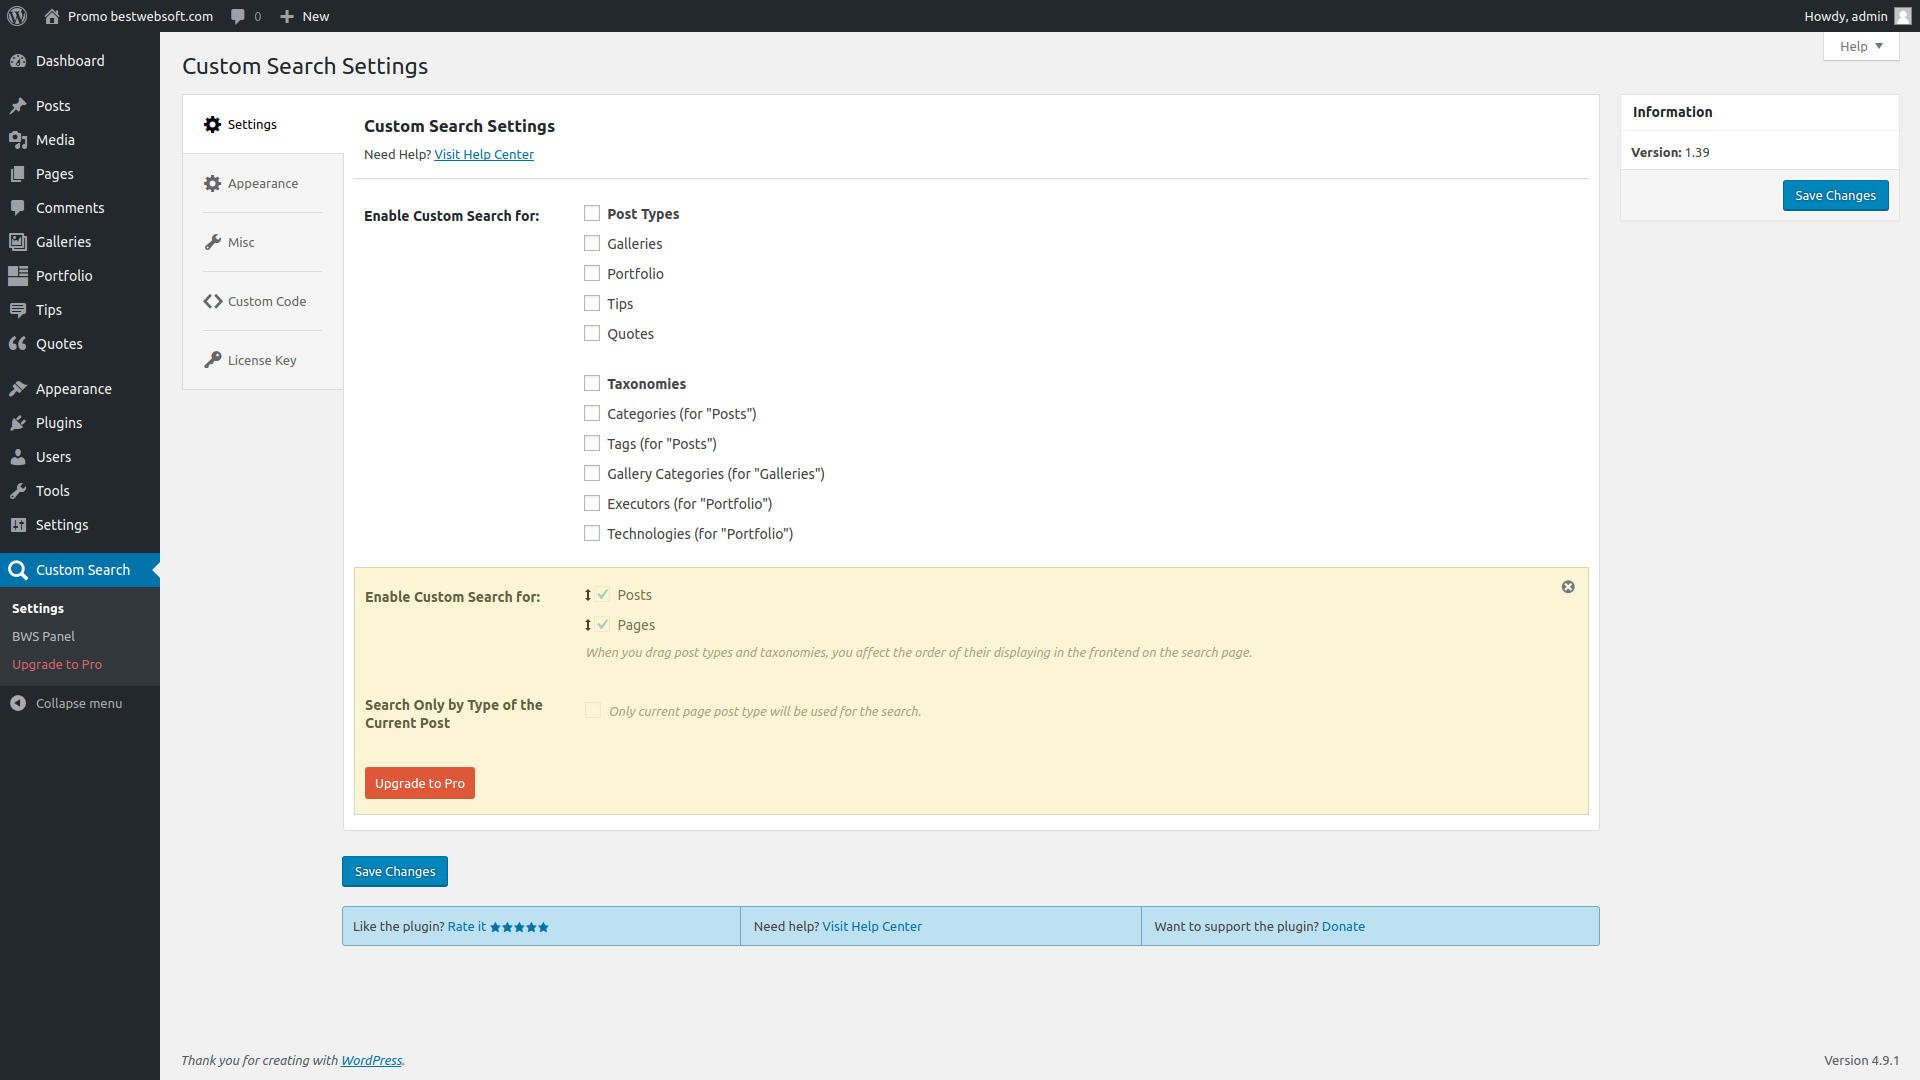 Promo bestwebsoft.com
0
New
Howdy, admin
Help
Dashboard
Posts
Media
Pages
Comments
Galleries
Portfolio
Tips
Quotes
Appearance
Plugins
Users
Tools
Settings
Custom Search
Settings
BWS Panel
Upgrade to Pro
Collapse menu
Custom Search Settings
Settings
Appearance
Misc
Custom Code
License Key
Custom Search Settings
Need Help? Visit Help Center
Enable Custom Search for:
Post Types
Galleries
Portfolio
Tips
Quotes
Taxonomies
Categories (for "Posts")
Tags (for "Posts")
Gallery Categories (for "Galleries")
Executors (for "Portfolio")
Technologies (for "Portfolio")
Enable Custom Search for:
Posts
Pages
When you drag post types and taxonomies, you affect the order of their displaying in the frontend on the search page.
Search Only by Type of the
Current Post
Only current page post type will be used for the search.
Upgrade to Pro
Save Changes
Like the plugin? Rate it
Need help? Visit Help Center
Want to support the plugin? Donate
Information
Version: 1.39
Save Changes
Thank you for creating with WordPress.
Version 4.9.1